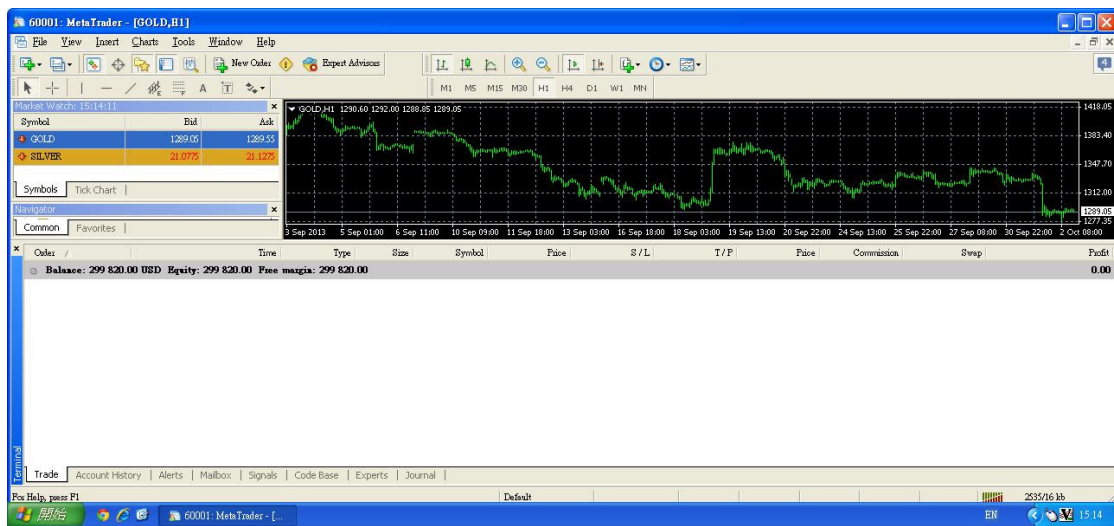 60001: MetaTrader - [GOLD,H1]
File View Insert Charts Tools Window Help
New Order Expert Advisors 4
A T M1 M5 M15 M30 H1 H4 D1 W1 MN
Market Watch: 15:14:11
Symbol Bid Ask
GOLD 1289.05 1289.55
SILVER 21.0775 21.1275
Symbols Tick Chart
Navigator
Common Favorites
GOLD,H1 1290.60 1292.00 1288.85 1289.05
1418.05
1383.40
1347.70
1312.00
1289.05
1277.35
3 Sep 2013 5 Sep 01:00 6 Sep 11:00 10 Sep 09:00 11 Sep 18:00 13 Sep 03:00 16 Sep 18:00 18 Sep 13:00 19 Sep 13:00 20 Sep 22:00 24 Sep 13:00 25 Sep 22:00 27 Sep 08:00 30 Sep 22:00 2 Oct 08:00
Order / Time Type Size Symbol Price S / L T / P Price Commission Swap Profit
Balance: 299 820.00 USD Equity: 299 820.00 Free margin: 299 820.00 0.00
Terminal
Trade Account History Alerts Mailbox Signals Code Base Experts Journal
For Help, press F1 Default 2535/16 kb
開始 60001: MetaTrader - [... EN 15:14